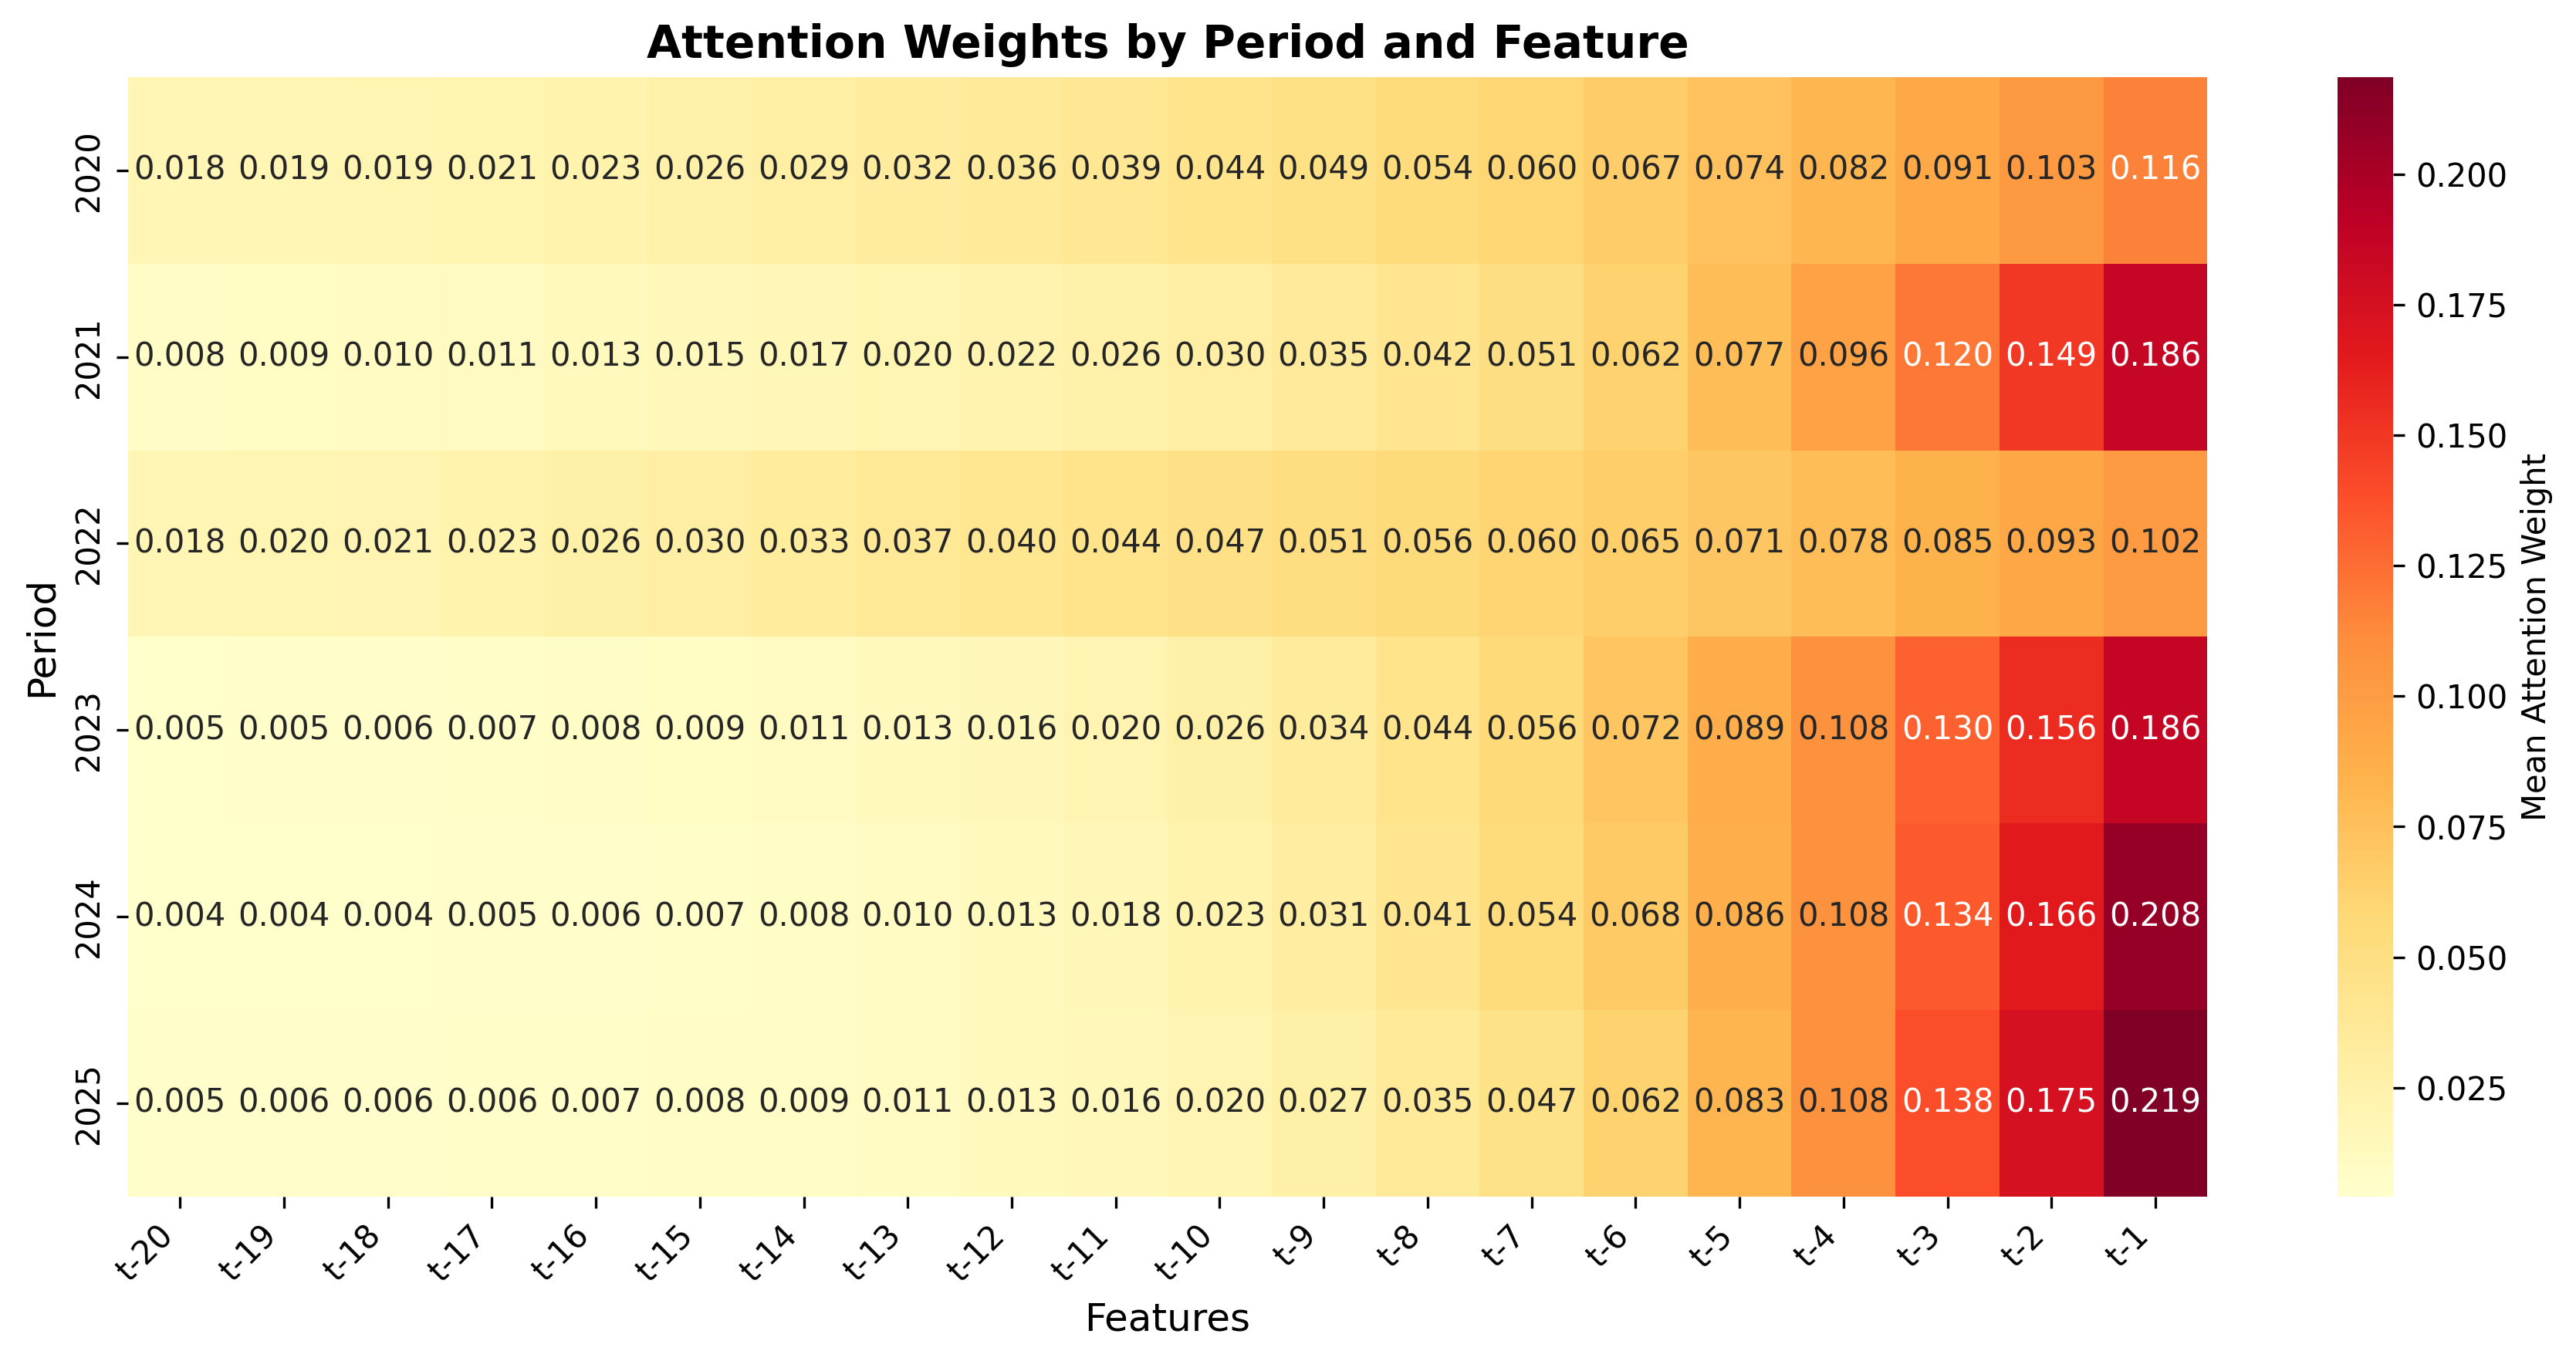 Attention Weights by Period and Feature
Period
2020 0.018 0.019 0.019 0.021 0.023 0.026 0.029 0.032 0.036 0.039 0.044 0.049 0.054 0.060 0.067 0.074 0.082 0.091 0.103 0.116
2021 0.008 0.009 0.010 0.011 0.013 0.015 0.017 0.020 0.022 0.026 0.030 0.035 0.042 0.051 0.062 0.077 0.096 0.120 0.149 0.186
2022 0.018 0.020 0.021 0.023 0.026 0.030 0.033 0.037 0.040 0.044 0.047 0.051 0.056 0.060 0.065 0.071 0.078 0.085 0.093 0.102
2023 0.005 0.005 0.006 0.007 0.008 0.009 0.011 0.013 0.016 0.020 0.026 0.034 0.044 0.056 0.072 0.089 0.108 0.130 0.156 0.186
2024 0.004 0.004 0.004 0.005 0.006 0.007 0.008 0.010 0.013 0.018 0.023 0.031 0.041 0.054 0.068 0.086 0.108 0.134 0.166 0.208
2025 0.005 0.006 0.006 0.006 0.007 0.008 0.009 0.011 0.013 0.016 0.020 0.027 0.035 0.047 0.062 0.083 0.108 0.138 0.175 0.219
t-20 t-19 t-18 t-17 t-16 t-15 t-14 t-13 t-12 t-11 t-10 t-9 t-8 t-7 t-6 t-5 t-4 t-3 t-2 t-1
Features
0.200
0.175
0.150
0.125
0.100
0.075
0.050
0.025
Mean Attention Weight